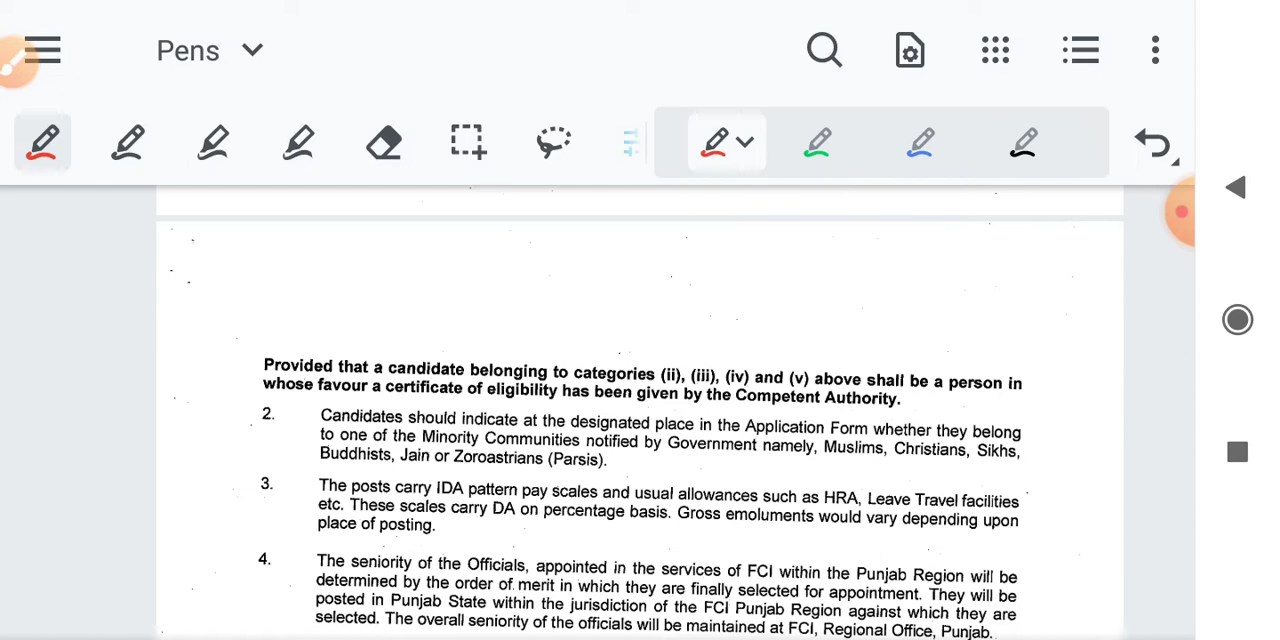 Pens
Provided that a candidate belonging to categories (ii), (iii), (iv) and (v) above shall be a person in
whose favour a certificate of eligibility has been given by the Competent Authority.
2. Candidates should indicate at the designated place in the Application Form whether they belong
to one of the Minority Communities notified by Government namely, Muslims, Christians, Sikhs,
Buddhists, Jain or Zoroastrians (Parsis).
3. The posts carry IDA pattern pay scales and usual allowances such as HRA, Leave Travel facilities
etc. These scales carry DA on percentage basis. Gross emoluments would vary depending upon
place of posting.
4. The seniority of the Officials, appointed in the services of FCI within the Punjab Region will be
determined by the order of merit in which they are finally selected for appointment. They will be
posted in Punjab State within the jurisdiction of the FCI Punjab Region against which they are
selected. The overall seniority of the officials will be maintained at FCI, Regional Office, Punjab.